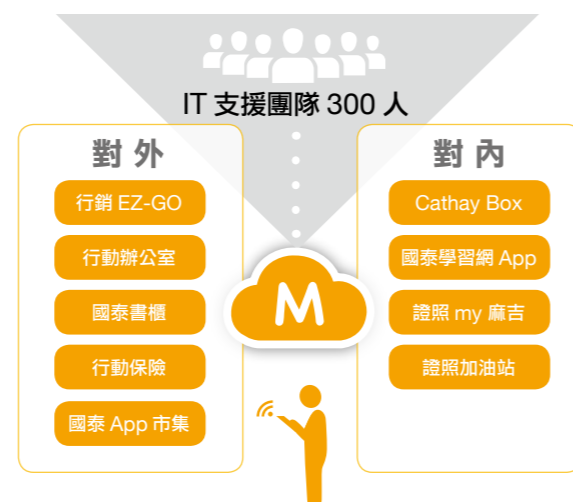 IT 支援團隊 300 人
對外
行銷 EZ-GO
行動辦公室
國泰書櫃
行動保險
國泰 App 市集
M
對內
Cathay Box
國泰學習網 App
證照 my 麻吉
證照加油站